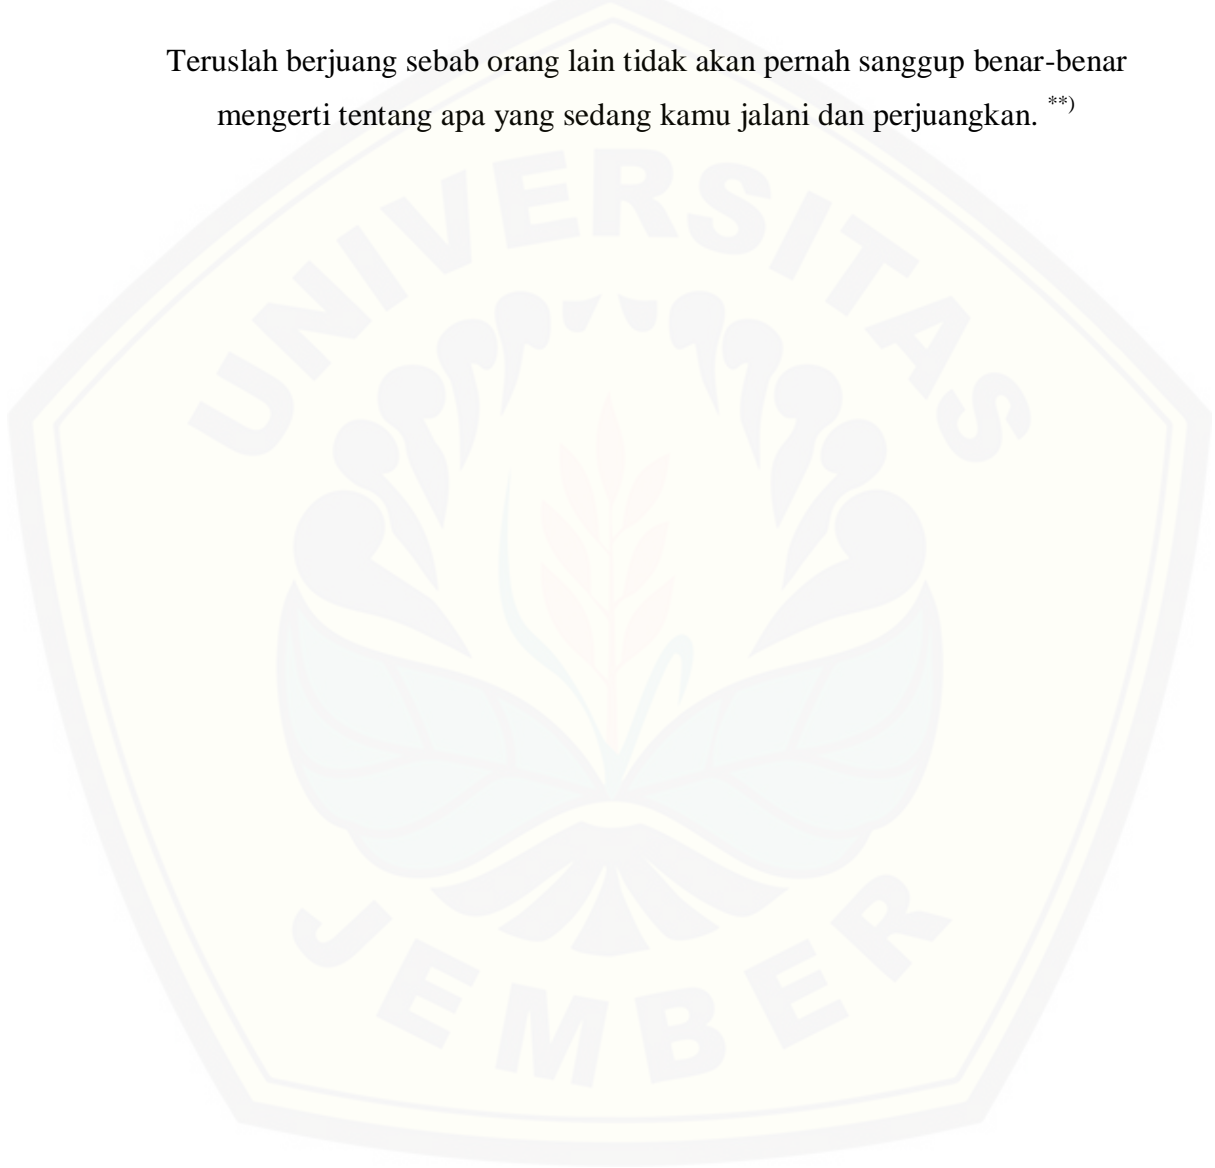 Teruslah berjuang sebab orang lain tidak akan pernah sanggup benar-benar
mengerti tentang apa yang sedang kamu jalani dan perjuangkan. **)
UNIVERSITAS
JEMBER